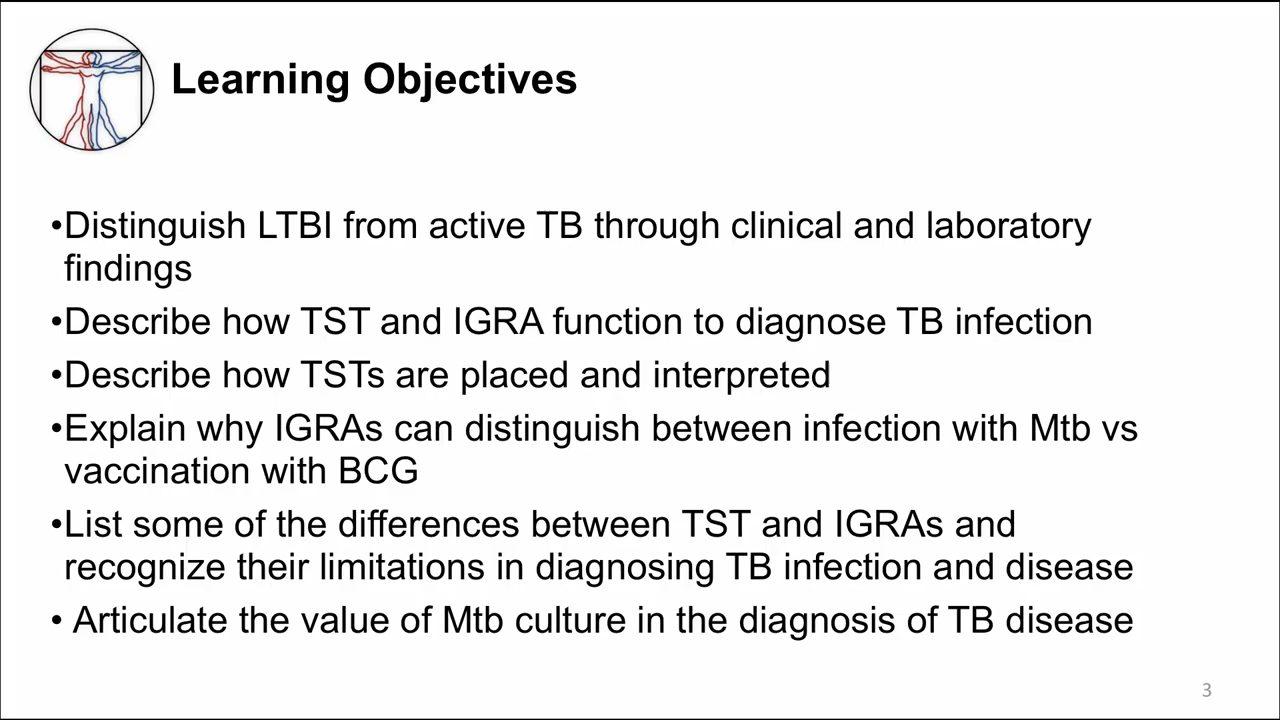 Learning Objectives
•Distinguish LTBI from active TB through clinical and laboratory
findings
•Describe how TST and IGRA function to diagnose TB infection
•Describe how TSTs are placed and interpreted
•Explain why IGRAs can distinguish between infection with Mtb vs
vaccination with BCG
•List some of the differences between TST and IGRAs and
recognize their limitations in diagnosing TB infection and disease
• Articulate the value of Mtb culture in the diagnosis of TB disease
3